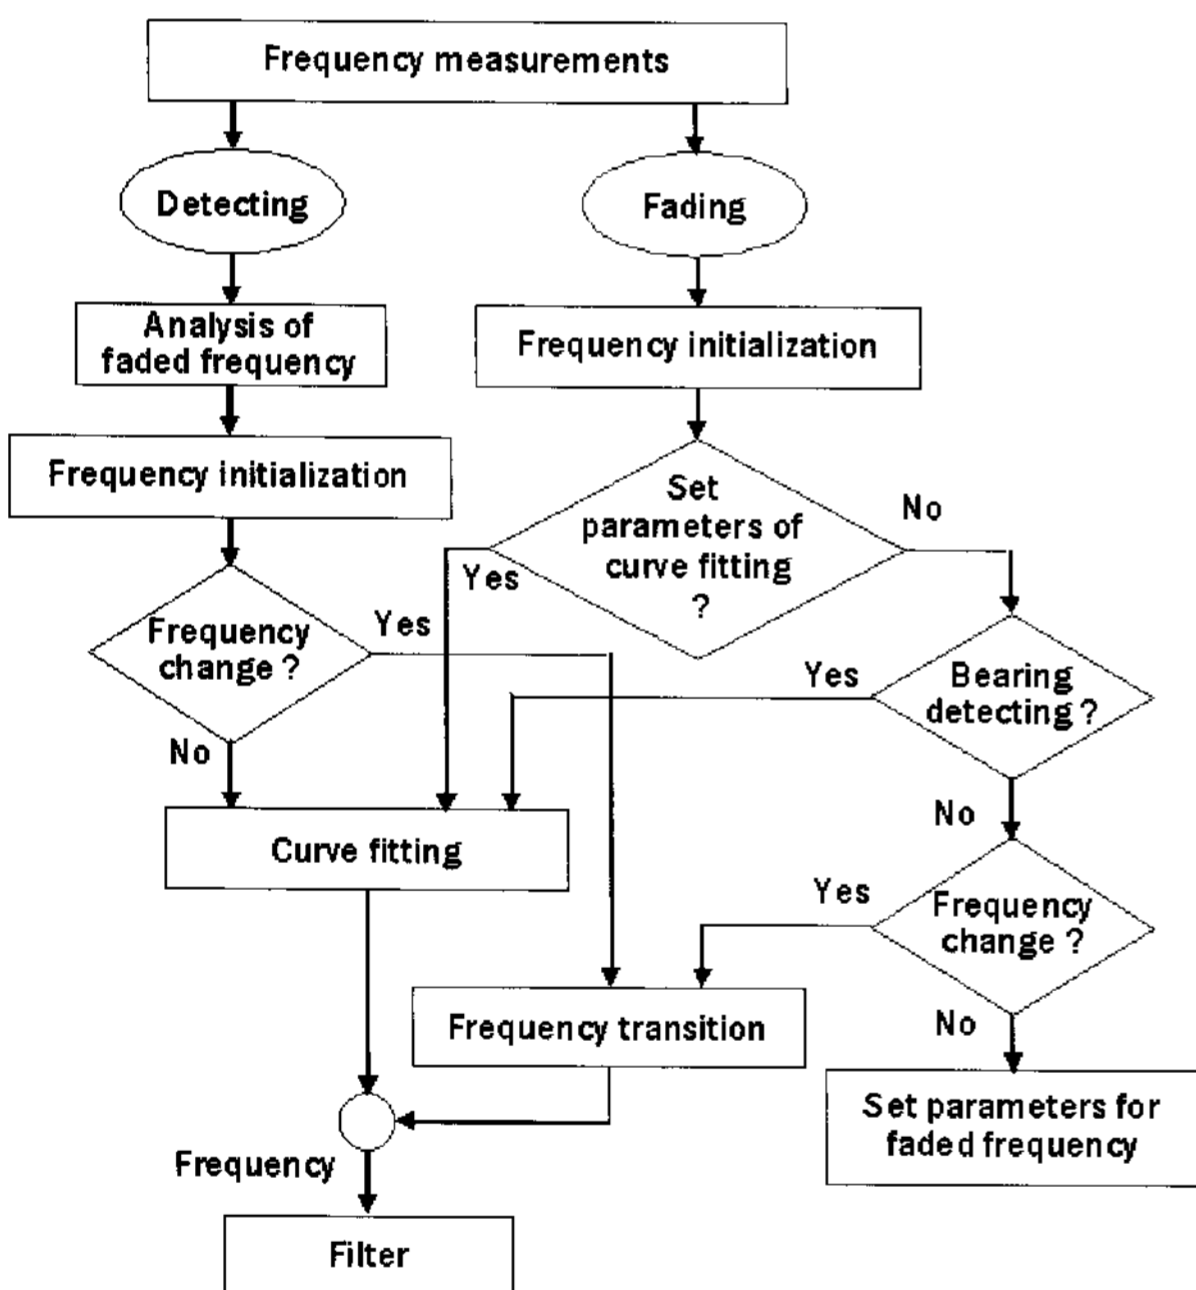 Frequency measurements
Detecting
Fading
Analysis of
faded frequency
Frequency initialization
Frequency initialization
Set
parameters of
curve fitting
?
No
Yes
Frequency
change ?
Yes
No
Bearing
detecting ?
Yes
No
Curve fitting
Frequency
change ?
Yes
No
Frequency transition
Set parameters for
faded frequency
Frequency
Filter